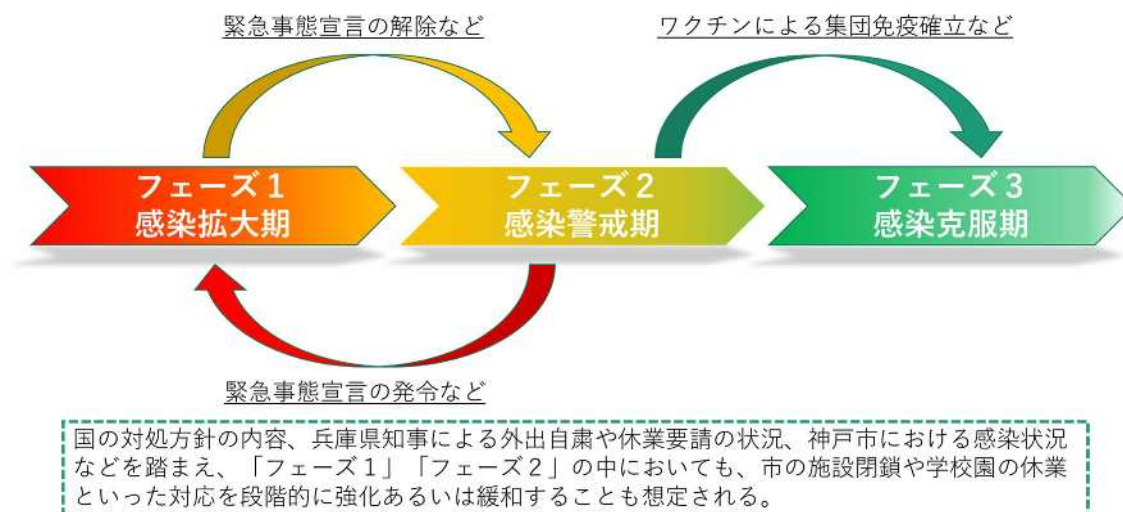 緊急事態宣言の解除など
ワクチンによる集団免疫確立など
フェーズ１
感染拡大期
フェーズ２
感染警戒期
フェーズ３
感染克服期
緊急事態宣言の発令など
国の対処方針の内容、兵庫県知事による外出自粛や休業要請の状況、神戸市における感染状況
などを踏まえ、「フェーズ１」「フェーズ２」の中においても、市の施設閉鎖や学校園の休業
といった対応を段階的に強化あるいは緩和することも想定される。